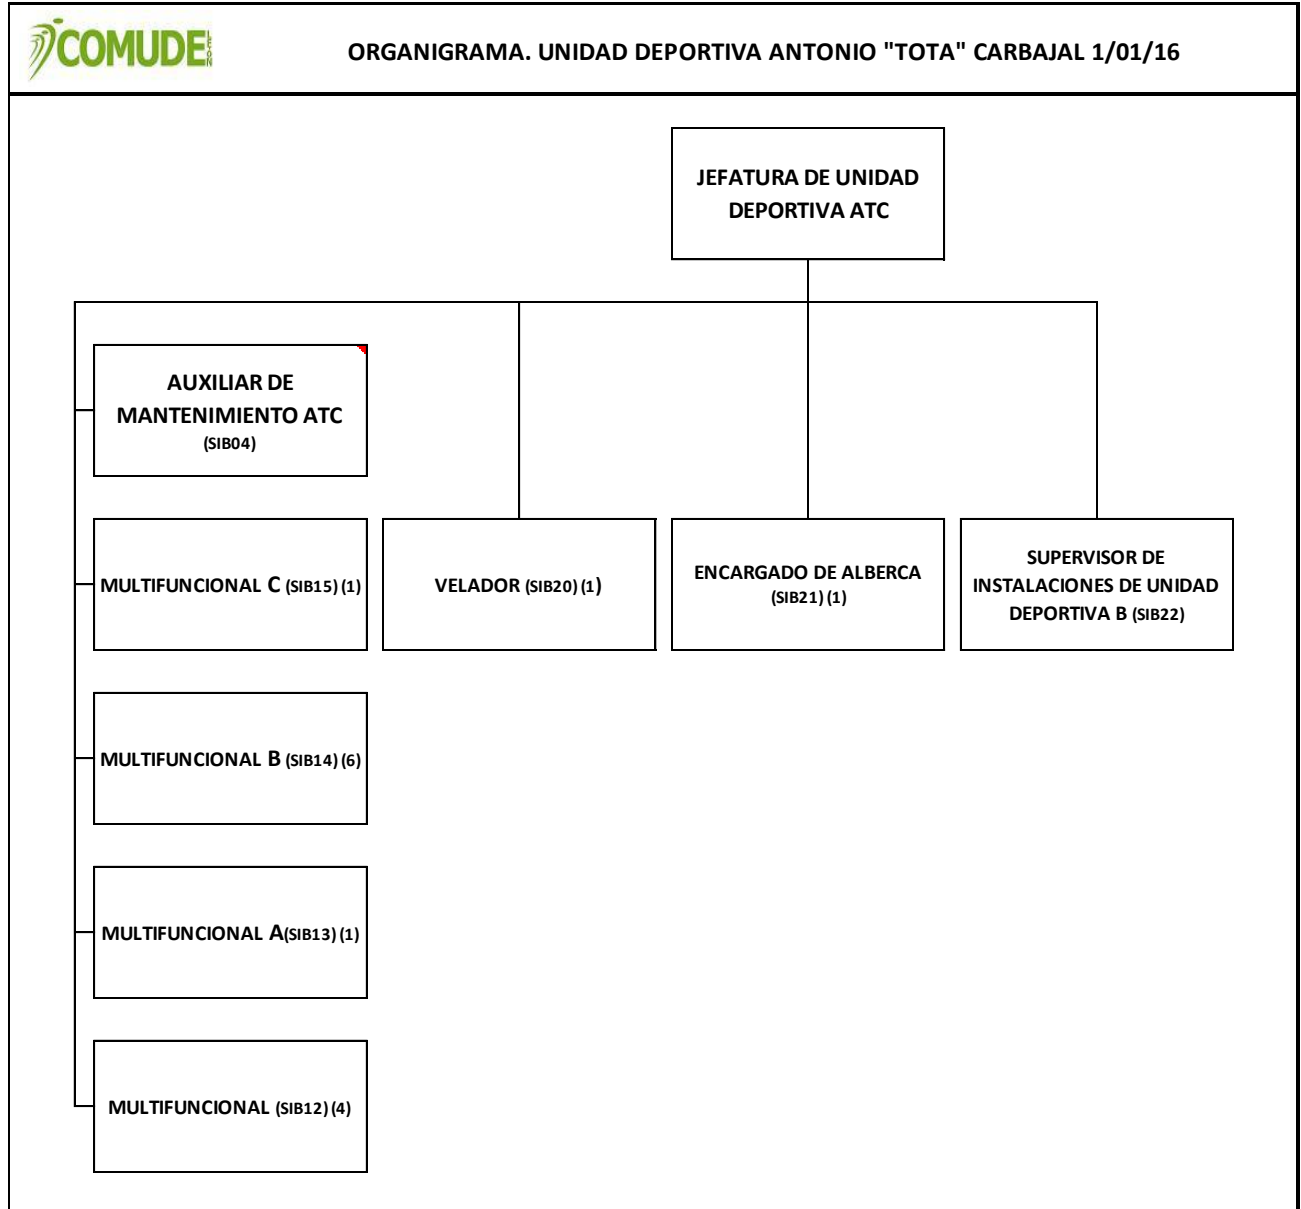 COMUDE
ORGANIGRAMA. UNIDAD DEPORTIVA ANTONIO "TOTA" CARBAJAL 1/01/16
JEFATURA DE UNIDAD
DEPORTIVA ATC
AUXILIAR DE
MANTENIMIENTO ATC
(SIB04)
MULTIFUNCIONAL C (SIB15) (1)
VELADOR (SIB20) (1)
ENCARGADO DE ALBERCA
(SIB21) (1)
SUPERVISOR DE
INSTALACIONES DE UNIDAD
DEPORTIVA B (SIB22)
MULTIFUNCIONAL B (SIB14) (6)
MULTIFUNCIONAL A(SIB13) (1)
MULTIFUNCIONAL (SIB12) (4)